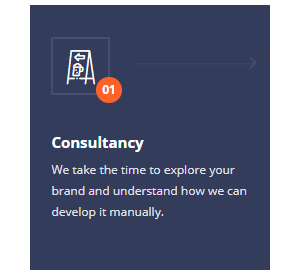 01
Consultancy
We take the time to explore your
brand and understand how we can
develop it manually.